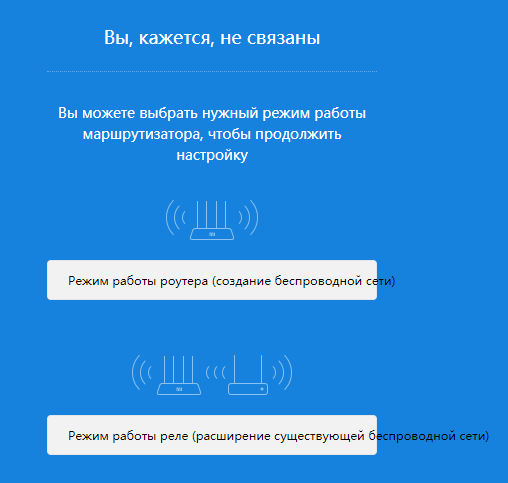 Вы, кажется, не связаны
Вы можете выбрать нужный режим работы
маршрутизатора, чтобы продолжить
настройку
Режим работы роутера (создание беспроводной сети)
Режим работы реле (расширение существующей беспроводной сети)